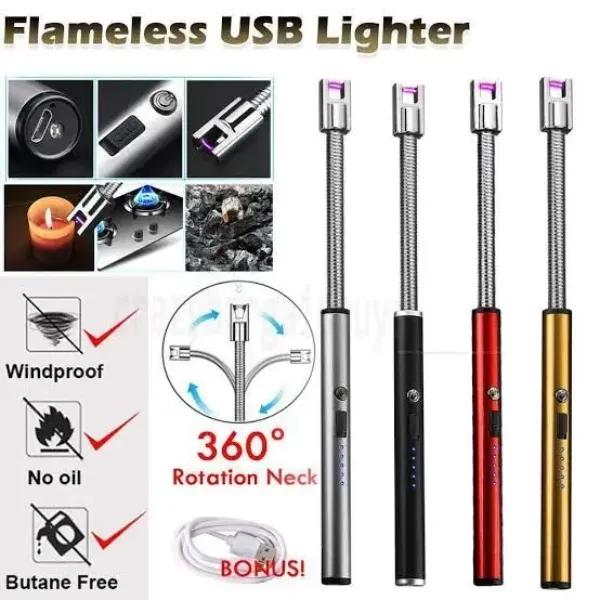 Flameless USB Lighter
Windproof
No oil
Butane Free
360°
Rotation Neck
BONUS!